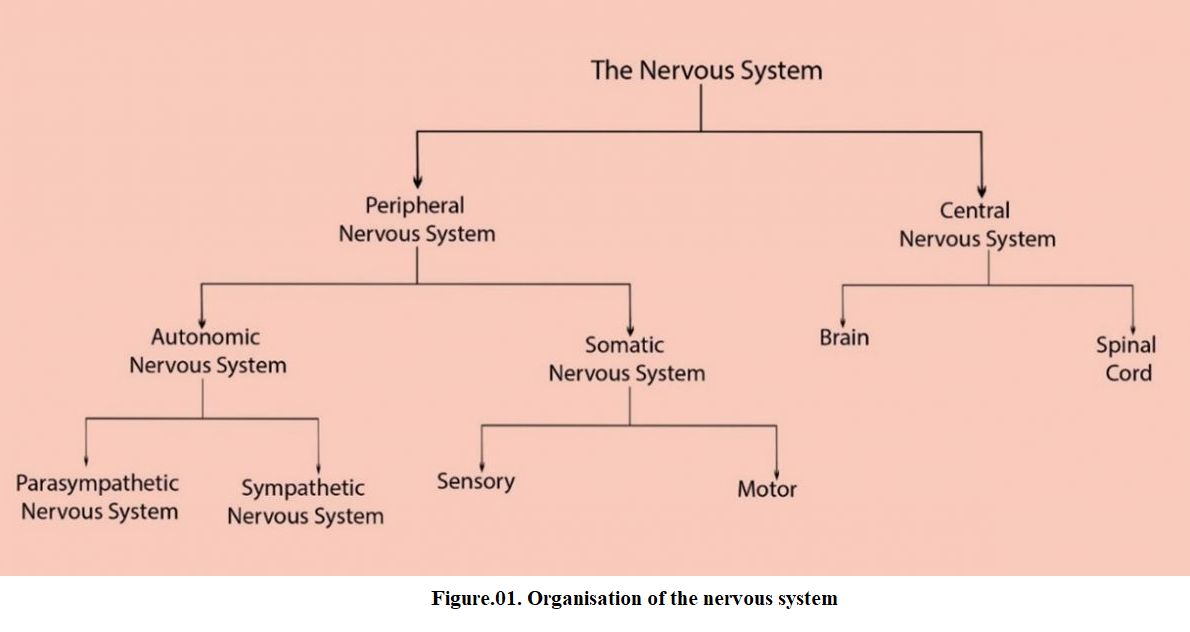 The Nervous System
Peripheral
Nervous System
Central
Nervous System
Autonomic
Nervous System
Somatic
Nervous System
Brain
Spinal
Cord
Parasympathetic
Nervous System
Sympathetic
Nervous System
Sensory
Motor
Figure.01. Organisation of the nervous system